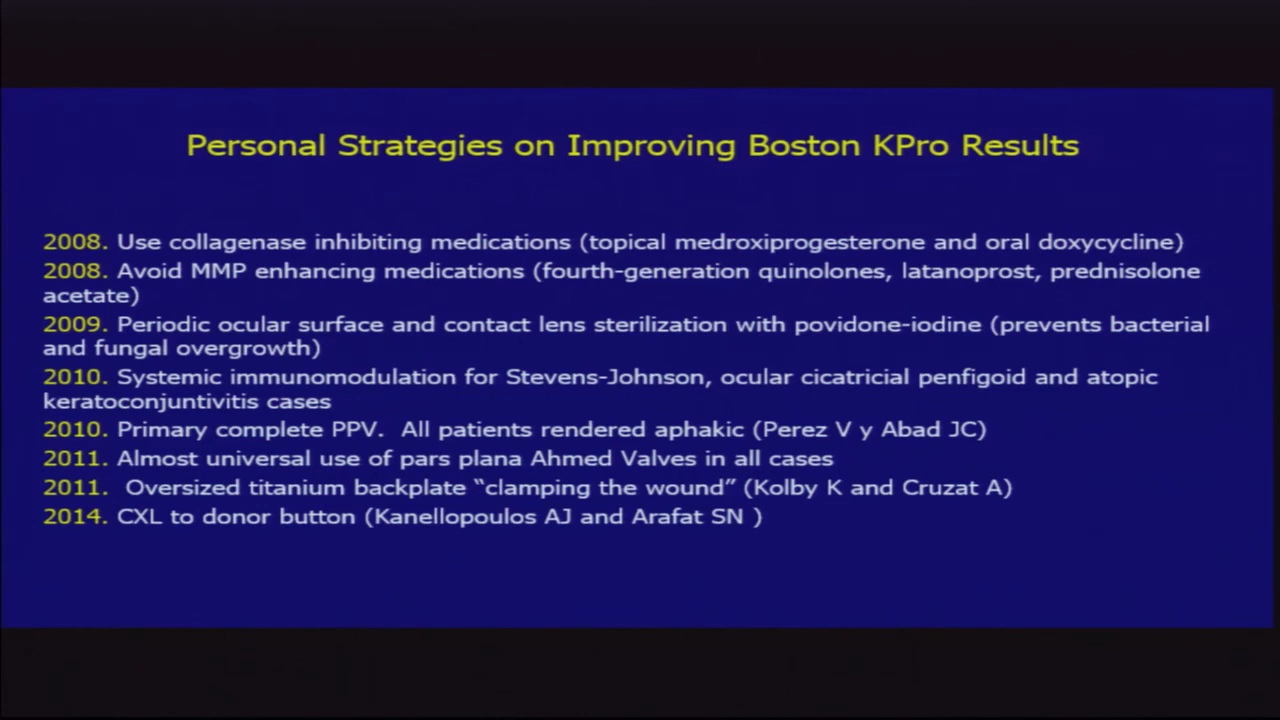 Personal Strategies on Improving Boston KPro Results
2008. Use collagenase inhibiting medications (topical medroxiprogesterone and oral doxycycline)
2008. Avoid MMP enhancing medications (fourth-generation quinolones, latanoprost, prednisolone
acetate)
2009. Periodic ocular surface and contact lens sterilization with povidone-iodine (prevents bacterial
and fungal overgrowth)
2010. Systemic immunomodulation for Stevens-Johnson, ocular cicatricial penfigoid and atopic
keratoconjuntivitis cases
2010. Primary complete PPV. All patients rendered aphakic (Perez V y Abad JC)
2011. Almost universal use of pars plana Ahmed Valves in all cases
2011. Oversized titanium backplate “clamping the wound” (Kolby K and Cruzat A)
2014. CXL to donor button (Kanellopoulos AJ and Arafat SN )